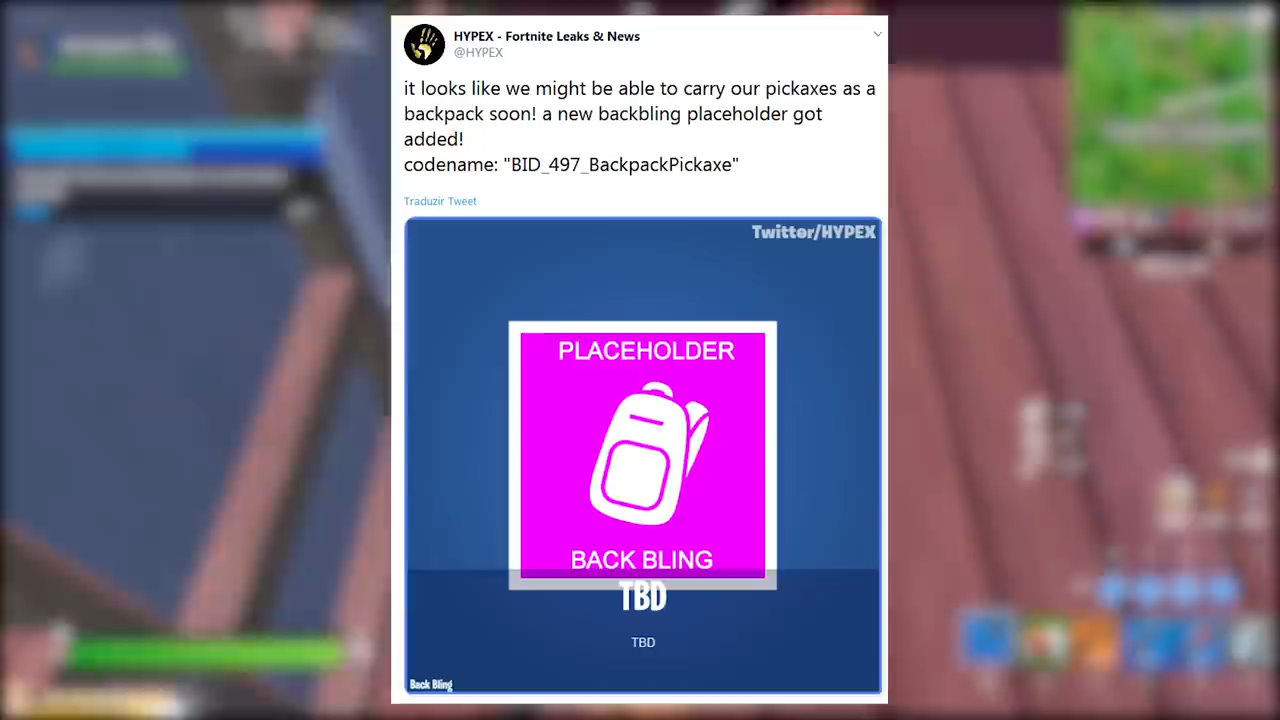 HYPEX - Fortnite Leaks & News
@HYPEX
it looks like we might be able to carry our pickaxes as a
backpack soon! a new backbling placeholder got
added!
codename: "BID_497_BackpackPickaxe"
Traduzir Tweet
Twitter/HYPEX
PLACEHOLDER
BACK BLING
TBD
TBD
Back Bling